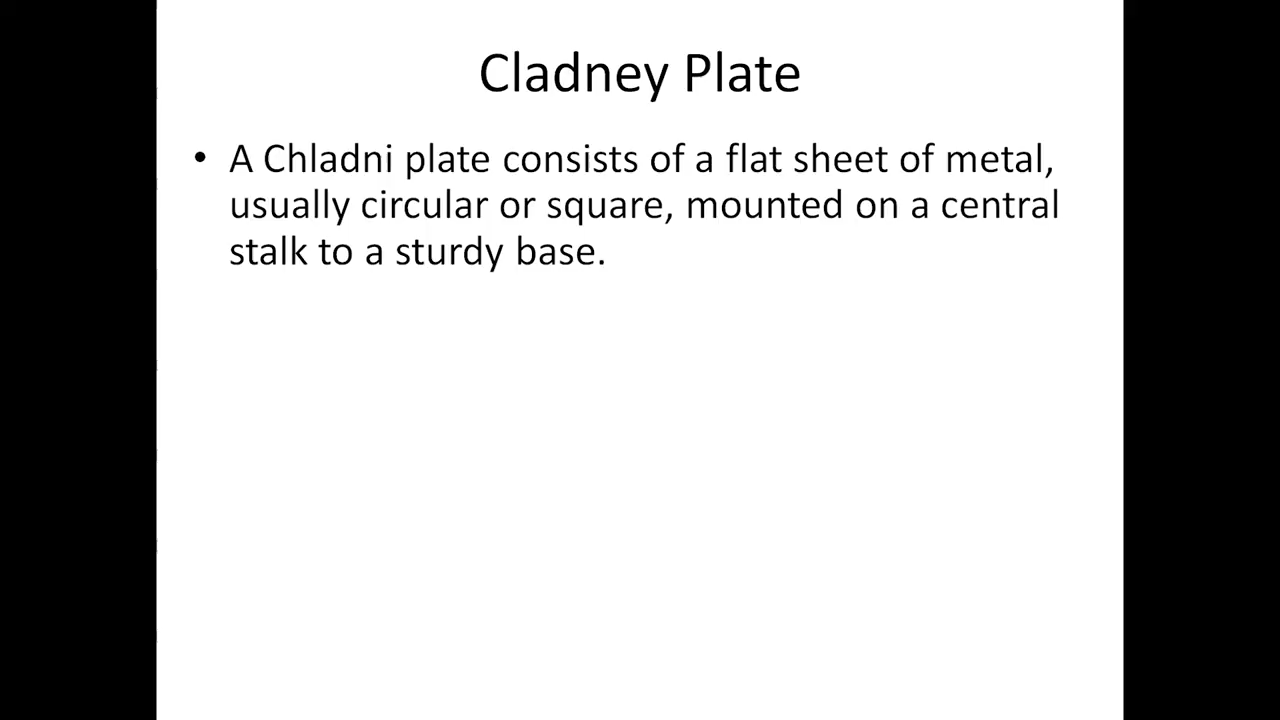 Cladney Plate
• A Chladni plate consists of a flat sheet of metal,
usually circular or square, mounted on a central
stalk to a sturdy base.